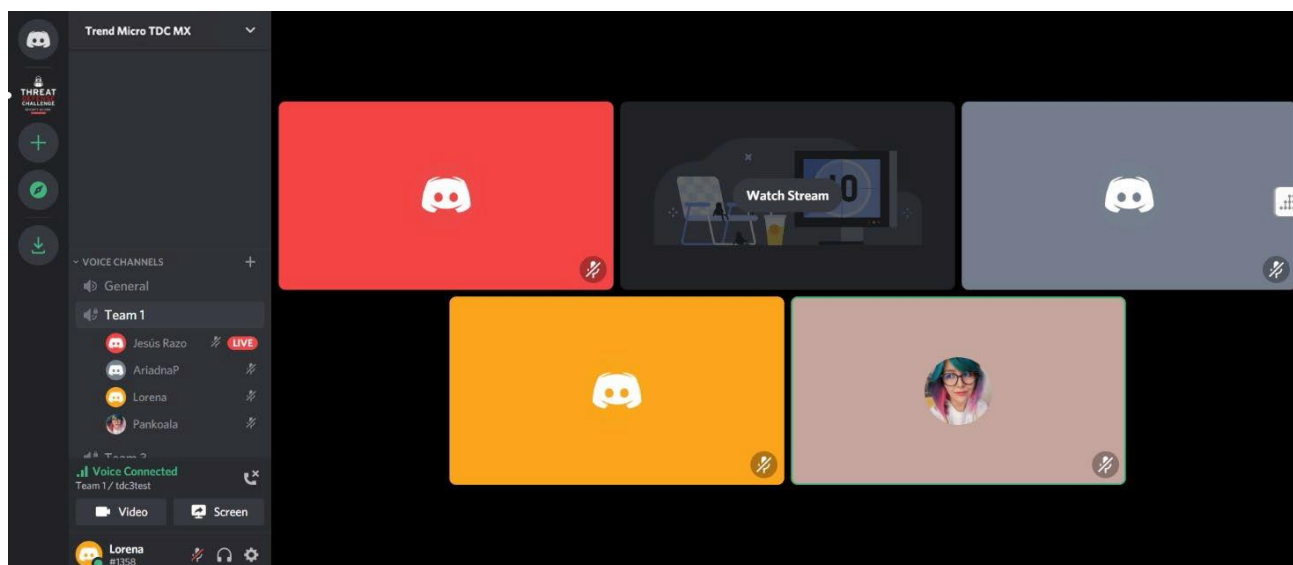 Trend Micro TDC MX
THREAT
CHALLENGE
VOICE CHANNELS
General
Team 1
Jesús Razo LIVE
AriadnaP
Lorena
Pankoala
Voice Connected
Team 1 / tdc3test
Video Screen
Lorena
#1358
Watch Stream
10